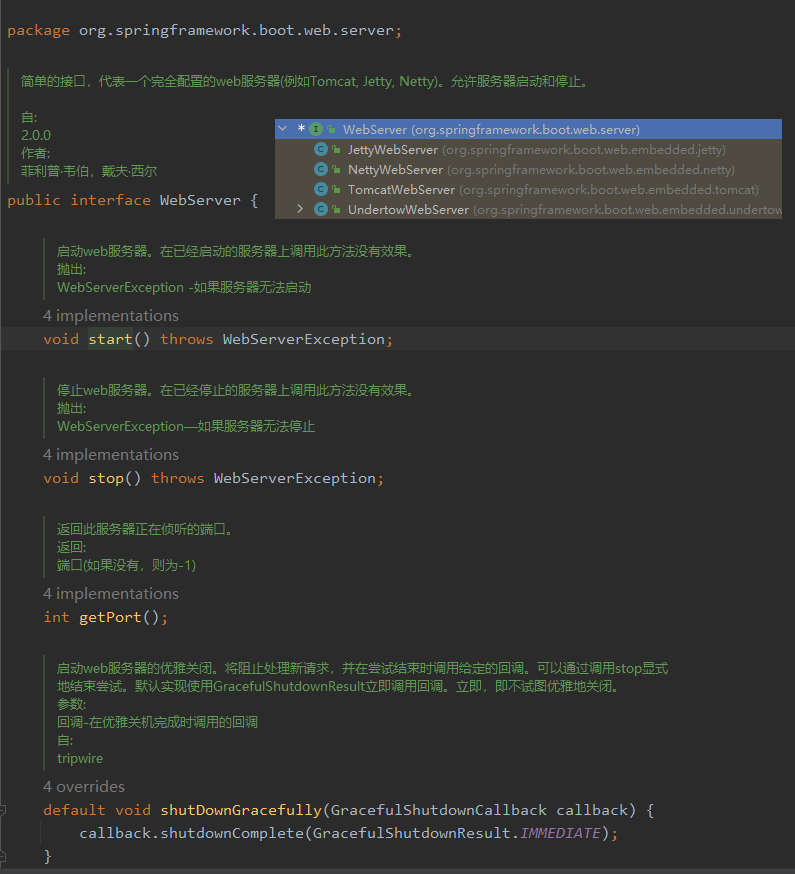 package org.springframework.boot.web.server;
简单的接口，代表一个完全配置的web服务器(例如Tomcat, Jetty, Netty)。允许服务器启动和停止。
自:
2.0.0
作者:
菲利普·韦伯，戴夫·西尔
public interface WebServer {
WebServer (org.springframework.boot.web.server)
JettyWebServer (org.springframework.boot.web.embedded.jetty)
NettyWebServer (org.springframework.boot.web.embedded.netty)
TomcatWebServer (org.springframework.boot.web.embedded.tomcat)
UndertowWebServer (org.springframework.boot.web.embedded.undertow
启动web服务器。在已经启动的服务器上调用此方法没有效果。
抛出:
WebServerException -如果服务器无法启动
4 implementations
void start() throws WebServerException;
停止web服务器。在已经停止的服务器上调用此方法没有效果。
抛出:
WebServerException—如果服务器无法停止
4 implementations
void stop() throws WebServerException;
返回此服务器正在侦听的端口。
返回:
端口(如果没有，则为-1)
4 implementations
int getPort();
启动web服务器的优雅关闭。将阻止处理新请求，并在尝试结束时调用给定的回调。可以通过调用stop显式
地结束尝试。默认实现使用GracefulShutdownResult立即调用回调。立即，即不试图优雅地关闭。
参数:
回调-在优雅关机完成时调用的回调
自:
tripwire
4 overrides
default void shutDownGracefully(GracefulShutdownCallback callback) {
callback.shutdownComplete(GracefulShutdownResult.IMMEDIATE);
}